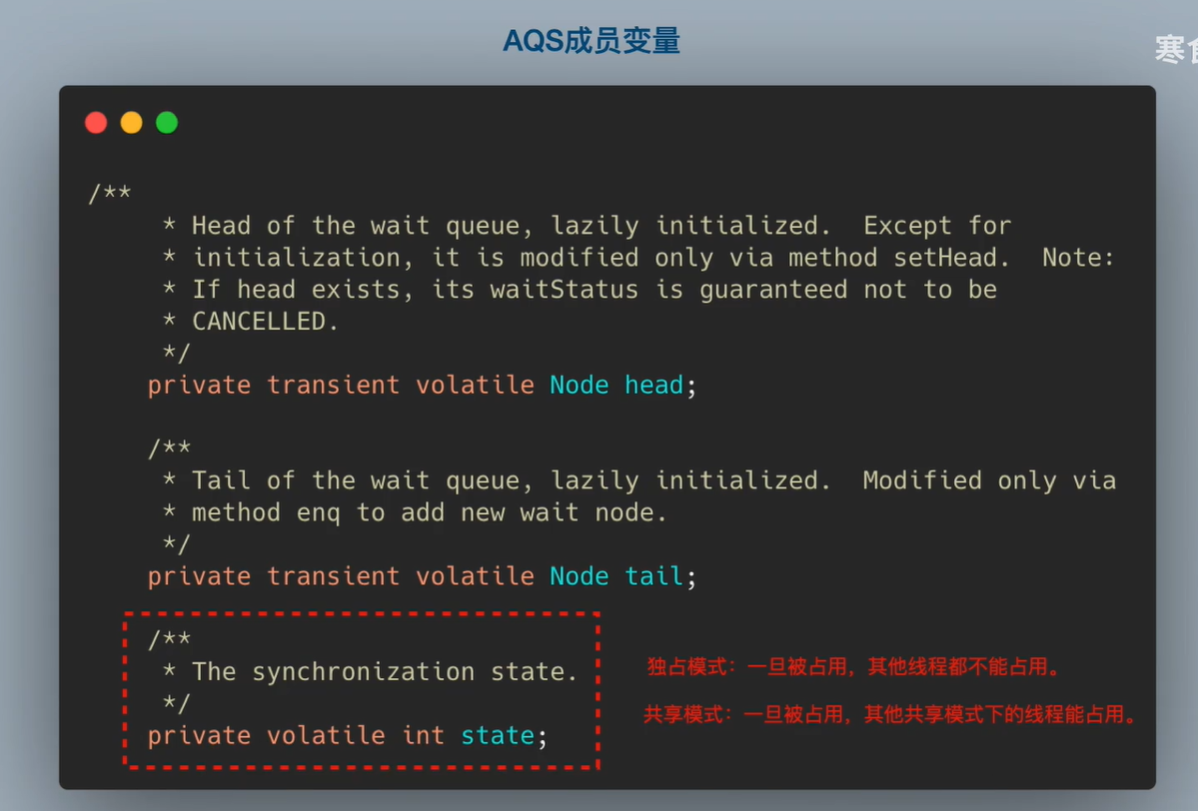 AQS成员变量
寒
/**
* Head of the wait queue, lazily initialized.  Except for
* initialization, it is modified only via method setHead.  Note:
* If head exists, its waitStatus is guaranteed not to be
* CANCELLED.
*/
private transient volatile Node head;
/**
* Tail of the wait queue, lazily initialized.  Modified only via
* method enq to add new wait node.
*/
private transient volatile Node tail;
/**
* The synchronization state.
*/
private volatile int state;
独占模式：一旦被占用，其他线程都不能占用。
共享模式：一旦被占用，其他共享模式下的线程能占用。